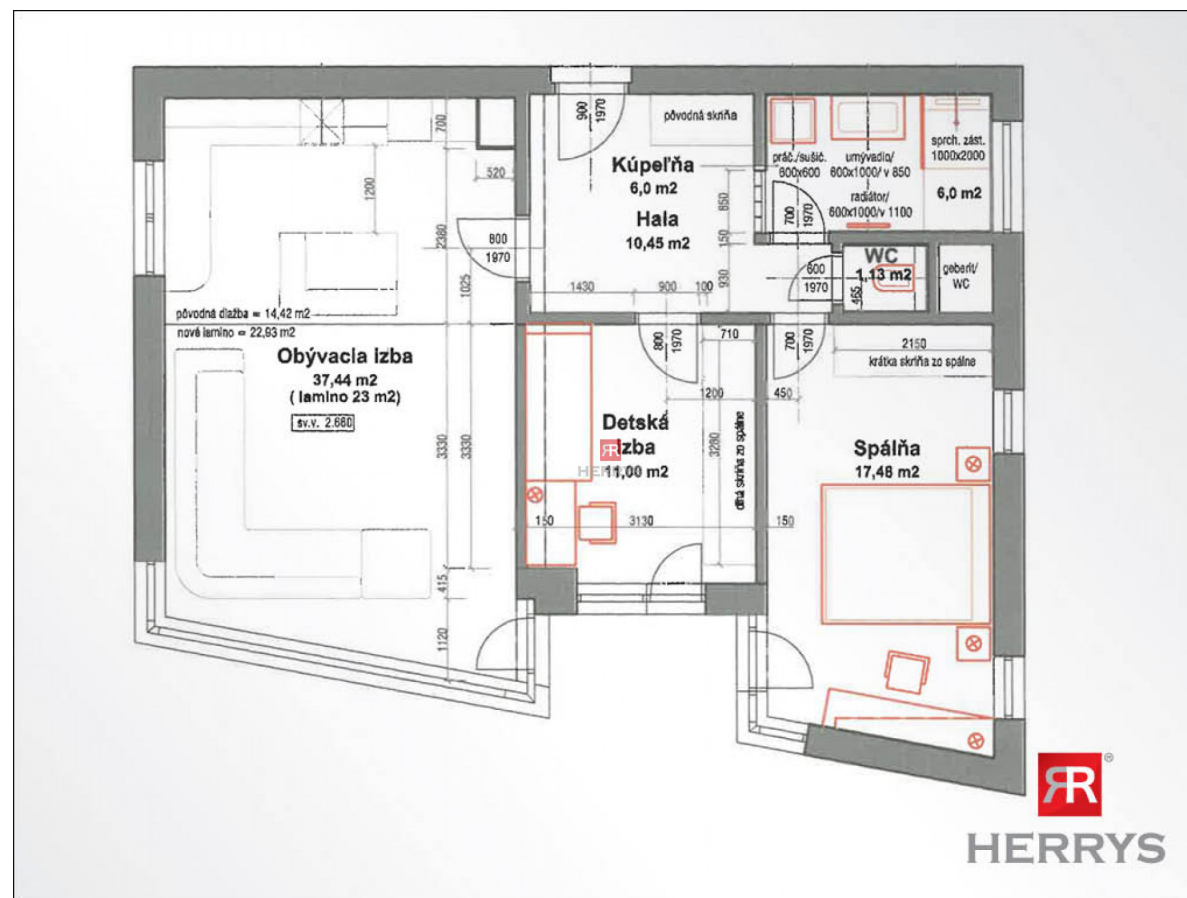 900
1970
pôvodná skriňa
700
520
1200
2380
1025
800
1970
Kúpeľňa
6,0 m2
Hala
10,45 m2
práč./sušič.
600x600
umývadlo/
600x1000/ v 850
radiátor/
600x1000/v 1100
sprch. zást.
1000x2000
6,0 m2
700
1970
850
150
930
1430
900
100
600
1970
WC
1,13 m2
465
geberit/
WC
pôvodná dlažba = 14,42 m2
nové lamino = 22,93 m2
Obývacia izba
37,44 m2
( lamino 23 m2)
sv.v. 2.660
3330
3330
415
1120
800
1970
710
1200
3280
dlhá skriňa zo spálne
Detská
izba
11,00 m2
150
3130
150
700
1970
450
2150
krátka skriňa zo spálne
Spálňa
17,48 m2
RR
HERRYS
RR
®
HERRYS